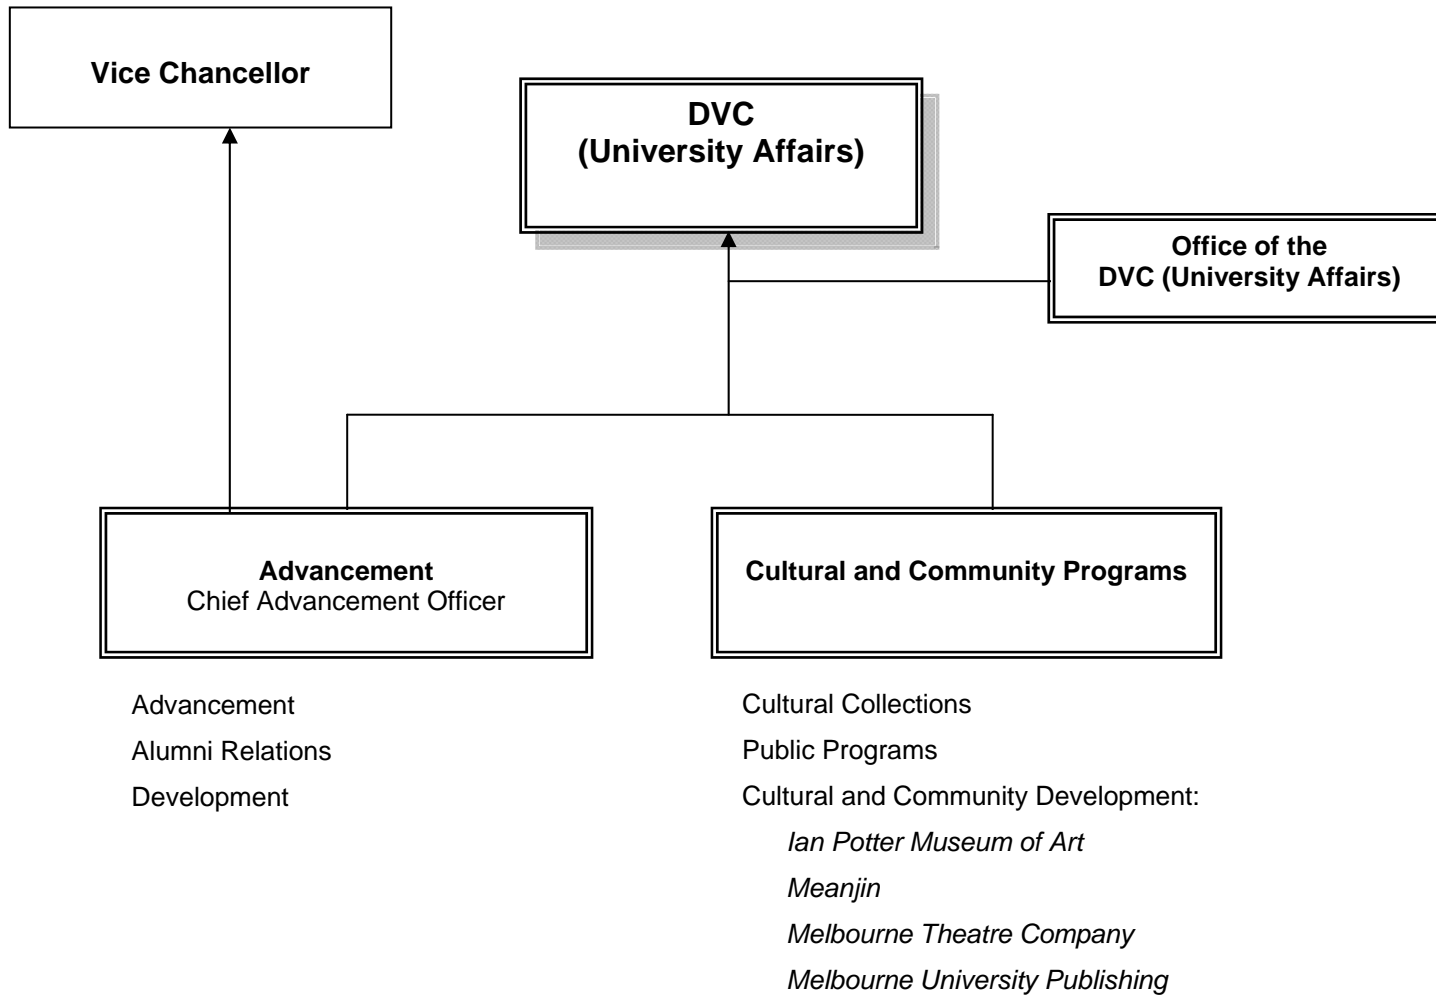 Vice Chancellor
DVC
(University Affairs)
Office of the
DVC (University Affairs)
Advancement
Chief Advancement Officer
Cultural and Community Programs
Advancement
Alumni Relations
Development
Cultural Collections
Public Programs
Cultural and Community Development:
Ian Potter Museum of Art
Meanjin
Melbourne Theatre Company
Melbourne University Publishing